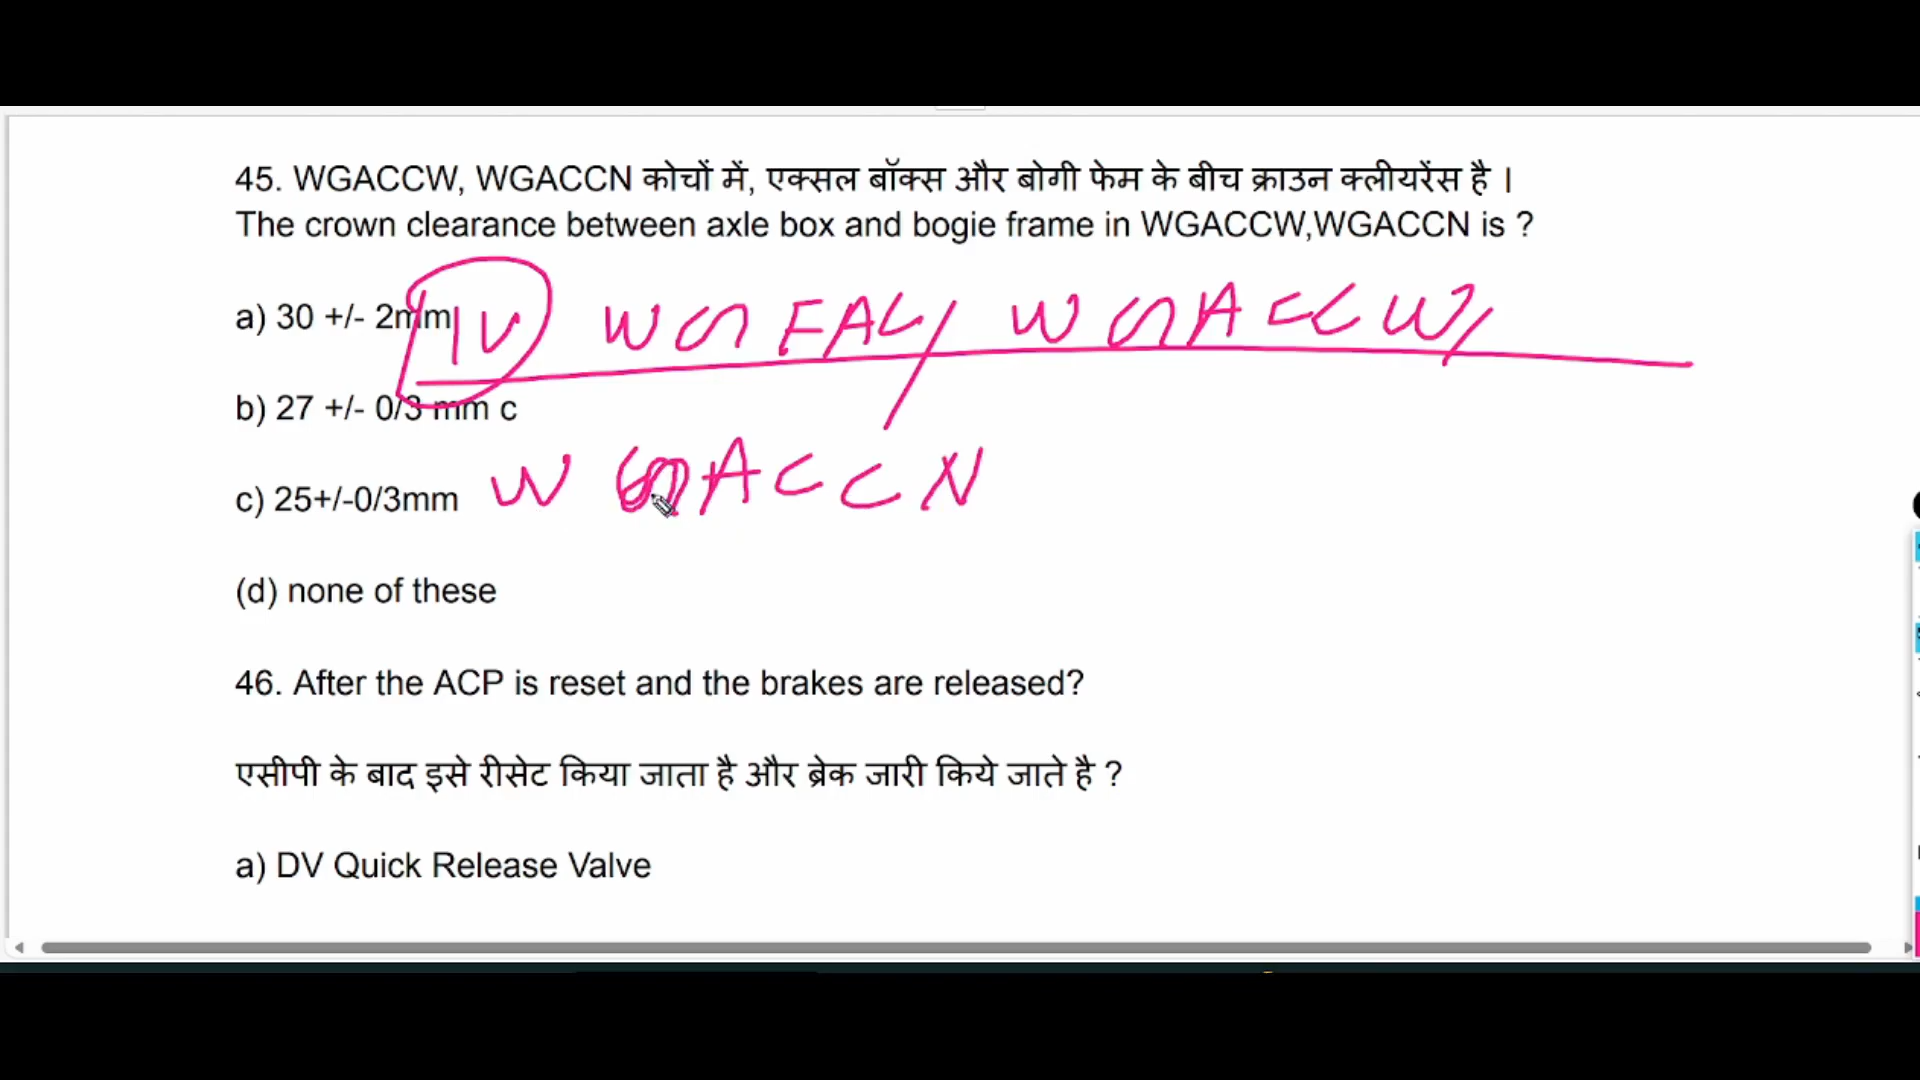 45. WGACCW, WGACCN कोचों में, एक्सल बॉक्स और बोगी फेम के बीच क्राउन क्लीयरेंस है ।
The crown clearance between axle box and bogie frame in WGACCW,WGACCN is ?
a) 30 +/- 2mm
IV WGFAC/ WGACCW/
b) 27 +/- 0/3 mm c
c) 25+/-0/3mm
W GACCN
(d) none of these
46. After the ACP is reset and the brakes are released?
एसीपी के बाद इसे रीसेट किया जाता है और ब्रेक जारी किये जाते है ?
a) DV Quick Release Valve